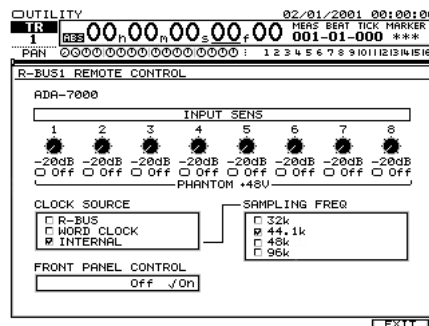 UTILITY 02/01/2001 00:00:00
TR 1 ABS 00h00m00s00f00 MEAS BEAT TICK MARKER
001-01-000 ***
PAN 1 2 3 4 5 6 7 8 9 10 11 12 13 14 15 16
R-BUS1 REMOTE CONTROL
ADA-7000
INPUT SENS
1 2 3 4 5 6 7 8
-20dB -20dB -20dB -20dB -20dB -20dB -20dB -20dB
Off Off Off Off Off Off Off Off
PHANTOM +48V
CLOCK SOURCE SAMPLING FREQ
R-BUS 32k
WORD CLOCK 44.1k
INTERNAL 48k
96k
FRONT PANEL CONTROL
Off √On
EXIT